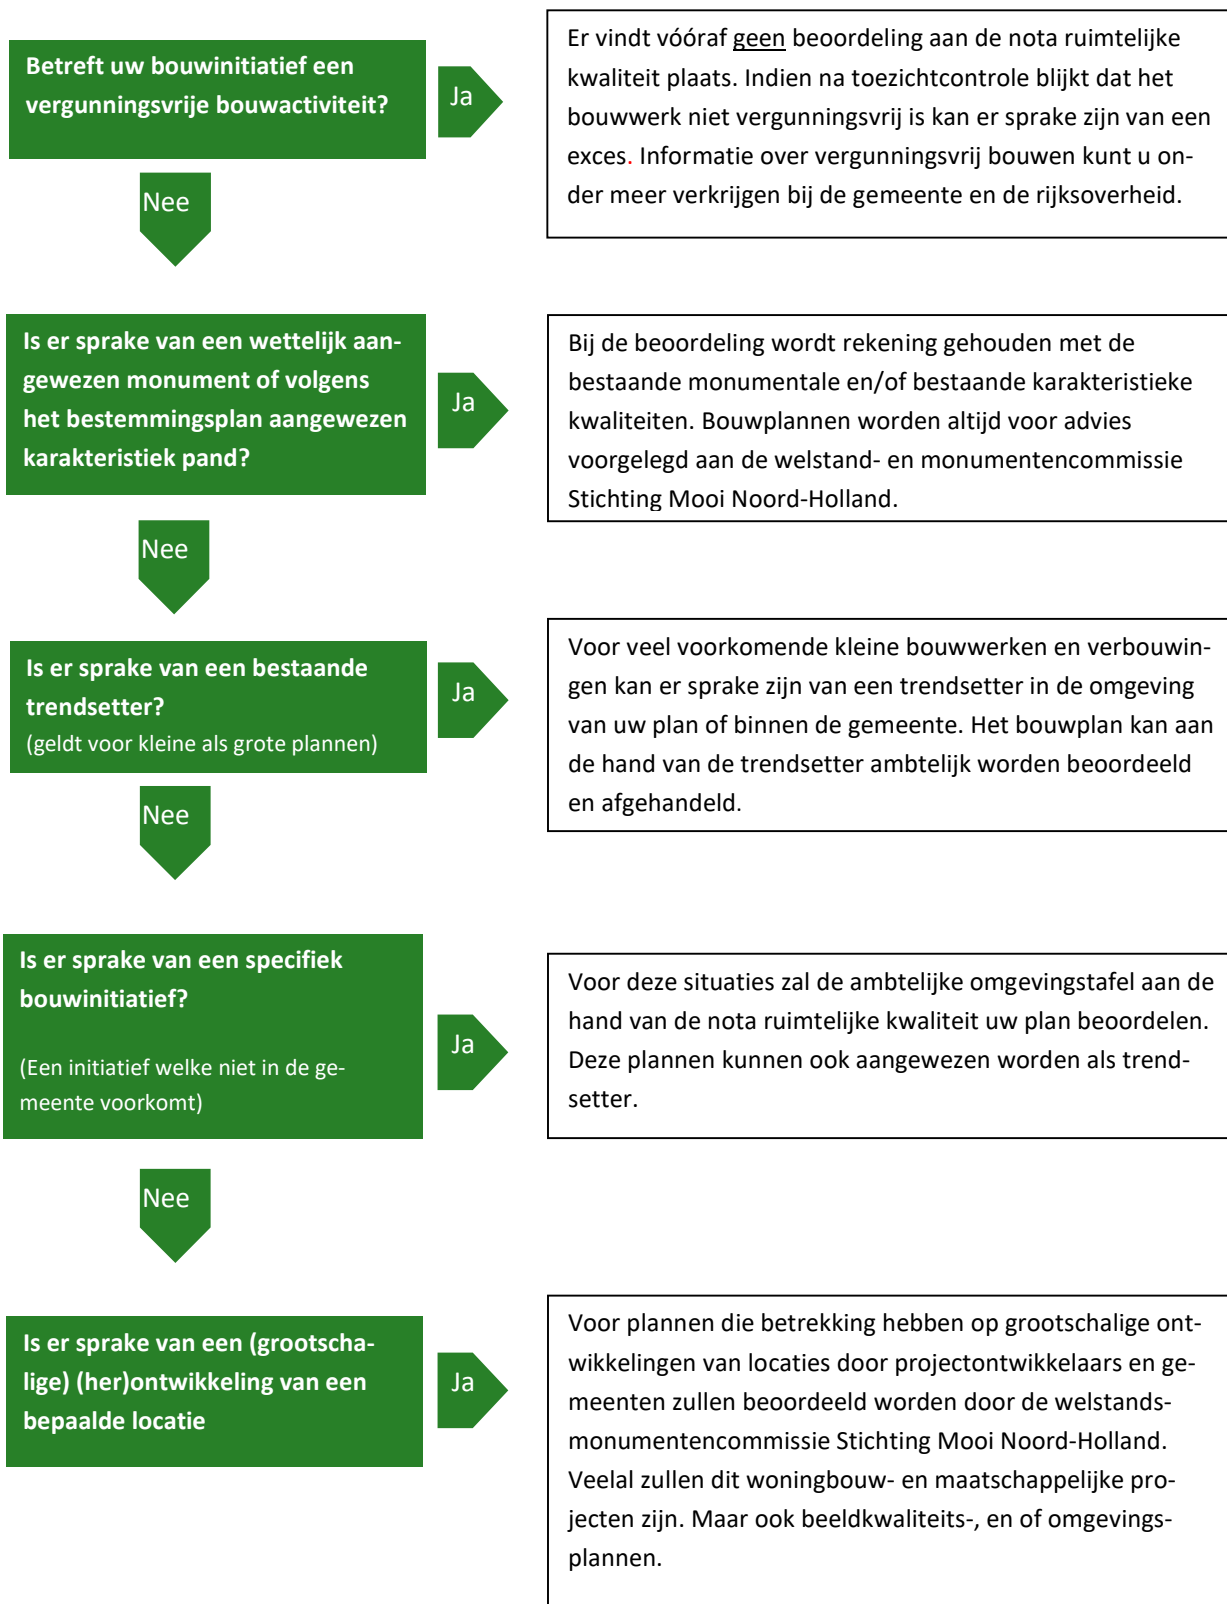 Betreft uw bouwinitiatief een
vergunningsvrije bouwactiviteit?
Ja
Er vindt vóóraf geen beoordeling aan de nota ruimtelijke
kwaliteit plaats. Indien na toezichtcontrole blijkt dat het
bouwwerk niet vergunningsvrij is kan er sprake zijn van een
exces. Informatie over vergunningsvrij bouwen kunt u on-
der meer verkrijgen bij de gemeente en de rijksoverheid.
Nee
Is er sprake van een wettelijk aan-
gewezen monument of volgens
het bestemmingsplan aangewezen
karakteristiek pand?
Ja
Bij de beoordeling wordt rekening gehouden met de
bestaande monumentale en/of bestaande karakteristieke
kwaliteiten. Bouwplannen worden altijd voor advies
voorgelegd aan de welstand- en monumentencommissie
Stichting Mooi Noord-Holland.
Nee
Is er sprake van een bestaande
trendsetter?
(geldt voor kleine als grote plannen)
Ja
Voor veel voorkomende kleine bouwwerken en verbouwin-
gen kan er sprake zijn van een trendsetter in de omgeving
van uw plan of binnen de gemeente. Het bouwplan kan aan
de hand van de trendsetter ambtelijk worden beoordeeld
en afgehandeld.
Nee
Is er sprake van een specifiek
bouwinitiatief?
(Een initiatief welke niet in de ge-
meente voorkomt)
Ja
Voor deze situaties zal de ambtelijke omgevingstafel aan de
hand van de nota ruimtelijke kwaliteit uw plan beoordelen.
Deze plannen kunnen ook aangewezen worden als trend-
setter.
Nee
Is er sprake van een (grootscha-
lige) (her)ontwikkeling van een
bepaalde locatie
Ja
Voor plannen die betrekking hebben op grootschalige ont-
wikkelingen van locaties door projectontwikkelaars en ge-
meenten zullen beoordeeld worden door de welstands-
monumentencommissie Stichting Mooi Noord-Holland.
Veelal zullen dit woningbouw- en maatschappelijke pro-
jecten zijn. Maar ook beeldkwaliteits-, en of omgevings-
plannen.